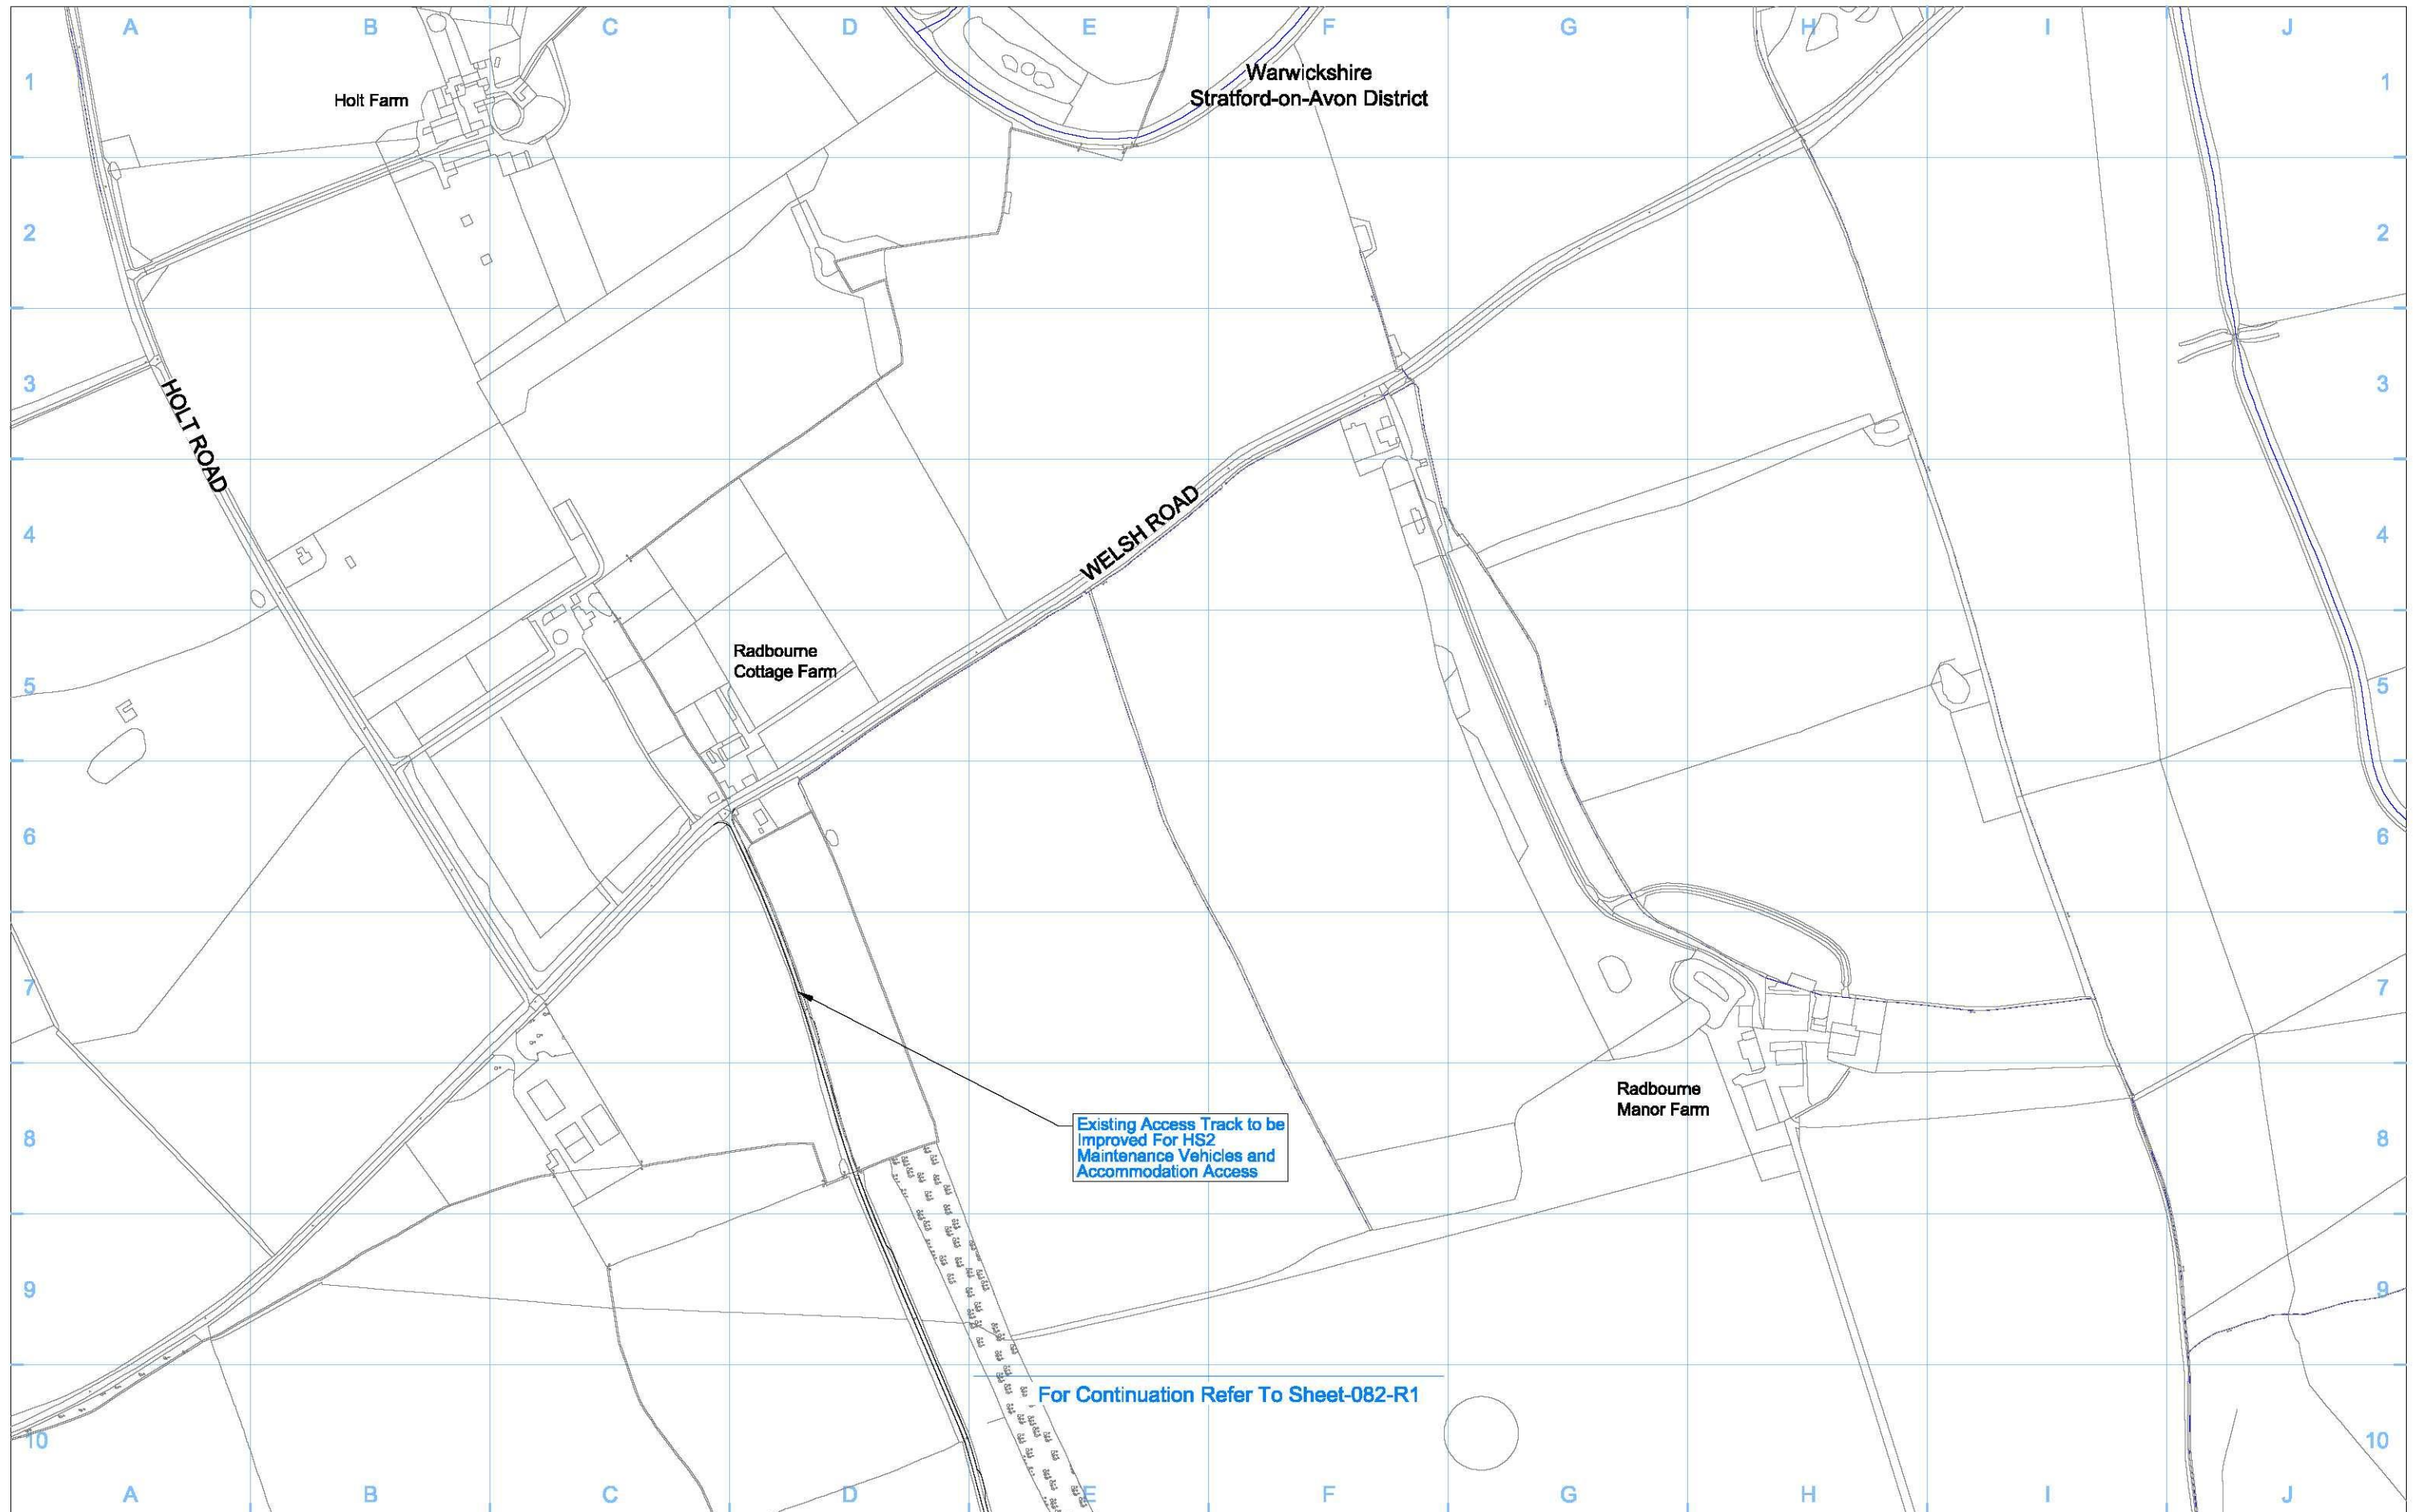 A B C D E F G H I J
1 1
Warwickshire
Stratford-on-Avon District
Holt Farm
2 2
3 3
HOLT ROAD
4 4
WELSH ROAD
Radbourne
Cottage Farm
5 5
6 6
7 7
Radbourne
Manor Farm
Existing Access Track to be
Improved For HS2
Maintenance Vehicles and
Accommodation Access
8 8
9 9
For Continuation Refer To Sheet-082-R1
10 10
A B C D E F G H I J